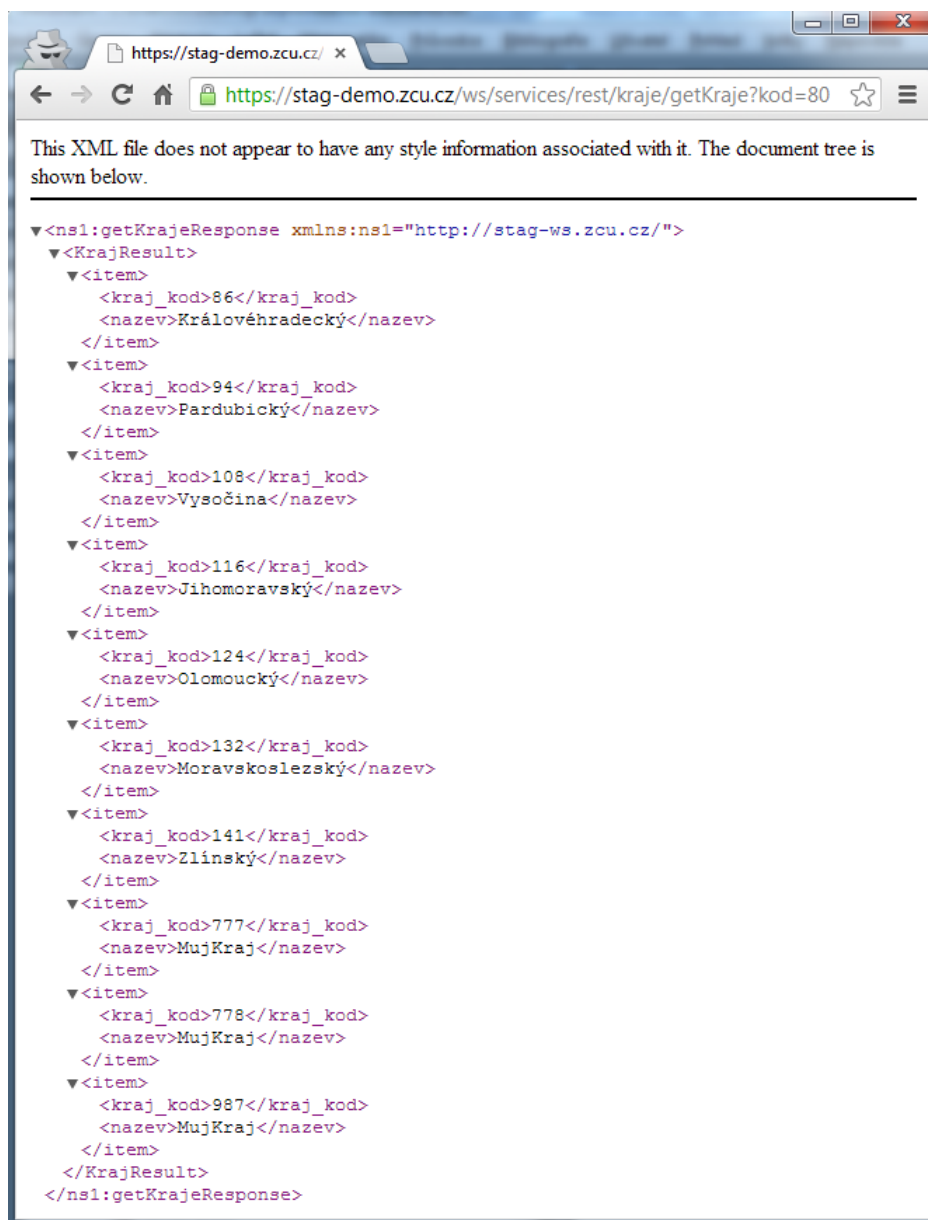 https://stag-demo.zcu.cz/
https://stag-demo.zcu.cz/ws/services/rest/kraje/getKraje?kod=80
This XML file does not appear to have any style information associated with it. The document tree is
shown below.
▼<ns1:getKrajeResponse xmlns:ns1="http://stag-ws.zcu.cz/">
▼<KrajResult>
▼<item>
<kraj_kod>86</kraj_kod>
<nazev>Královéhradecký</nazev>
</item>
▼<item>
<kraj_kod>94</kraj_kod>
<nazev>Pardubický</nazev>
</item>
▼<item>
<kraj_kod>108</kraj_kod>
<nazev>Vysočina</nazev>
</item>
▼<item>
<kraj_kod>116</kraj_kod>
<nazev>Jihomoravský</nazev>
</item>
▼<item>
<kraj_kod>124</kraj_kod>
<nazev>Olomoucký</nazev>
</item>
▼<item>
<kraj_kod>132</kraj_kod>
<nazev>Moravskoslezský</nazev>
</item>
▼<item>
<kraj_kod>141</kraj_kod>
<nazev>Zlínský</nazev>
</item>
▼<item>
<kraj_kod>777</kraj_kod>
<nazev>MujKraj</nazev>
</item>
▼<item>
<kraj_kod>778</kraj_kod>
<nazev>MujKraj</nazev>
</item>
▼<item>
<kraj_kod>987</kraj_kod>
<nazev>MujKraj</nazev>
</item>
</KrajResult>
</ns1:getKrajeResponse>